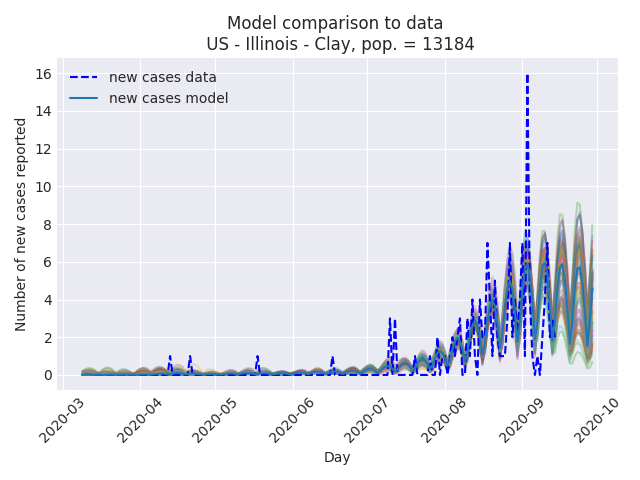 Model comparison to data
US - Illinois - Clay, pop. = 13184
new cases data
new cases model
Number of new cases reported
16
14
12
10
8
6
4
2
0
2020-03
2020-04
2020-05
2020-06
2020-07
2020-08
2020-09
2020-10
Day